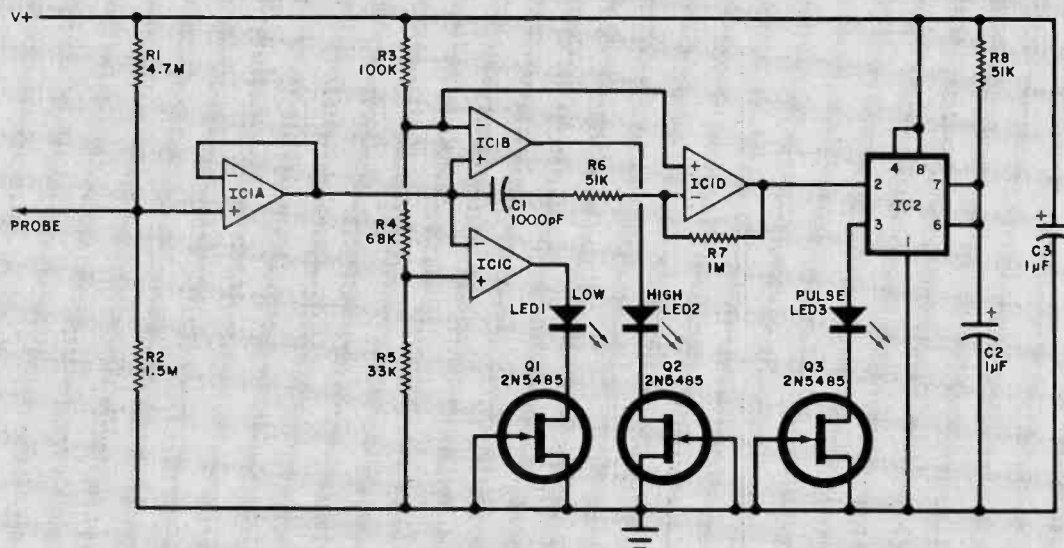 V+
R1
4.7M
R3
100K
R8
51K
IC1B
IC1A
R6
51K
IC1D
C1
1000pF
4 8
2
7
IC2
3
6
1
PROBE
R4
68K
IC1C
R7
1M
C3
1µF
LOW
LED1
HIGH
LED2
PULSE
LED3
C2
1µF
R2
1.5M
R5
33K
Q1
2N5485
Q2
2N5485
Q3
2N5485